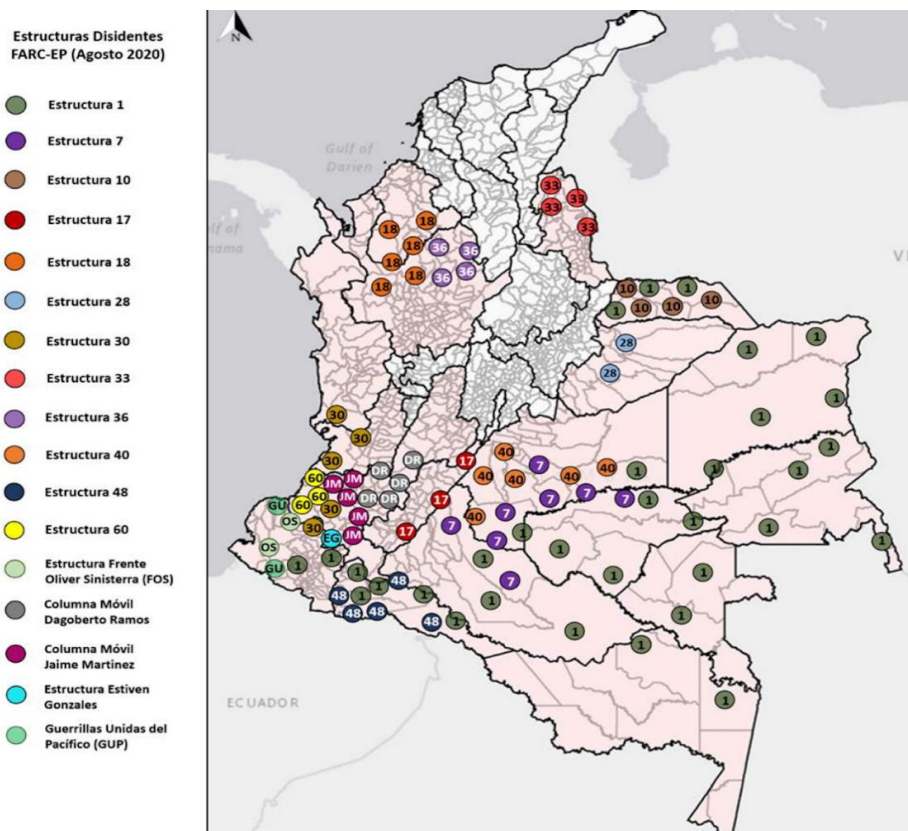 Estructuras Disidentes
FARC-EP (Agosto 2020)
Estructura 1
Estructura 7
Estructura 10
Estructura 17
Estructura 18
Estructura 28
Estructura 30
Estructura 33
Estructura 36
Estructura 40
Estructura 48
Estructura 60
Estructura Frente
Oliver Sinisterra (FOS)
Columna Móvil
Dagoberto Ramos
Columna Móvil
Jaime Martinez
Estructura Estiven
Gonzales
Guerrillas Unidas del
Pacífico (GUP)
N
Gulf of
Darien
ECUADOR
33
33
33
33
18
18
18
36
36
18
36
36
18
18
10
1
1
10
1
10
10
28
1
1
28
1
30
1
30
40
1
30
DR
DR
17
40
7
40
1
1
1
60
JM
JM
DR
40
40
60
JM
DR
DR
17
7
7
7
1
GU
60
30
JM
7
40
1
1
OS
30
JM
17
7
1
1
1
OS
EG
1
1
GU
1
1
48
7
1
1
48
1
1
1
1
1
48
48
48
1
1
1
1